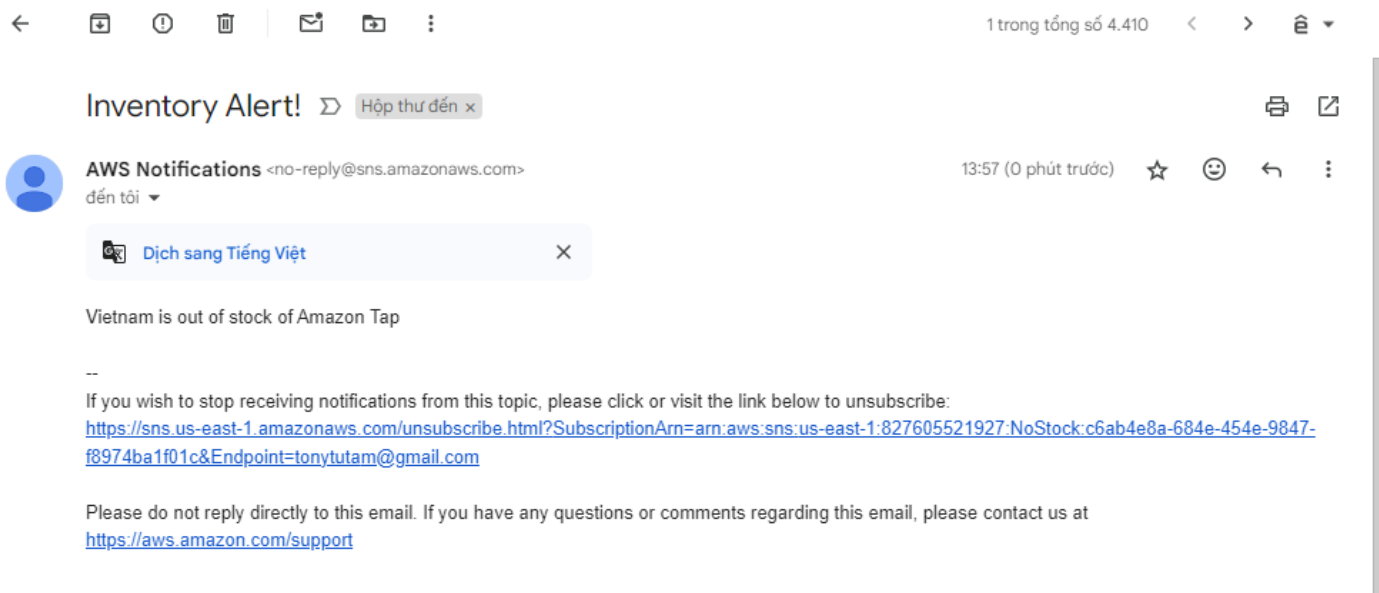 1 trong tổng số 4.410
Inventory Alert! Hộp thư đến ×
AWS Notifications <no-reply@sns.amazonaws.com> 13:57 (0 phút trước)
đến tôi
Dịch sang Tiếng Việt
Vietnam is out of stock of Amazon Tap
--
If you wish to stop receiving notifications from this topic, please click or visit the link below to unsubscribe:
https://sns.us-east-1.amazonaws.com/unsubscribe.html?SubscriptionArn=arn:aws:sns:us-east-1:827605521927:NoStock:c6ab4e8a-684e-454e-9847-
f8974ba1f01c&Endpoint=tonytutam@gmail.com
Please do not reply directly to this email. If you have any questions or comments regarding this email, please contact us at
https://aws.amazon.com/support